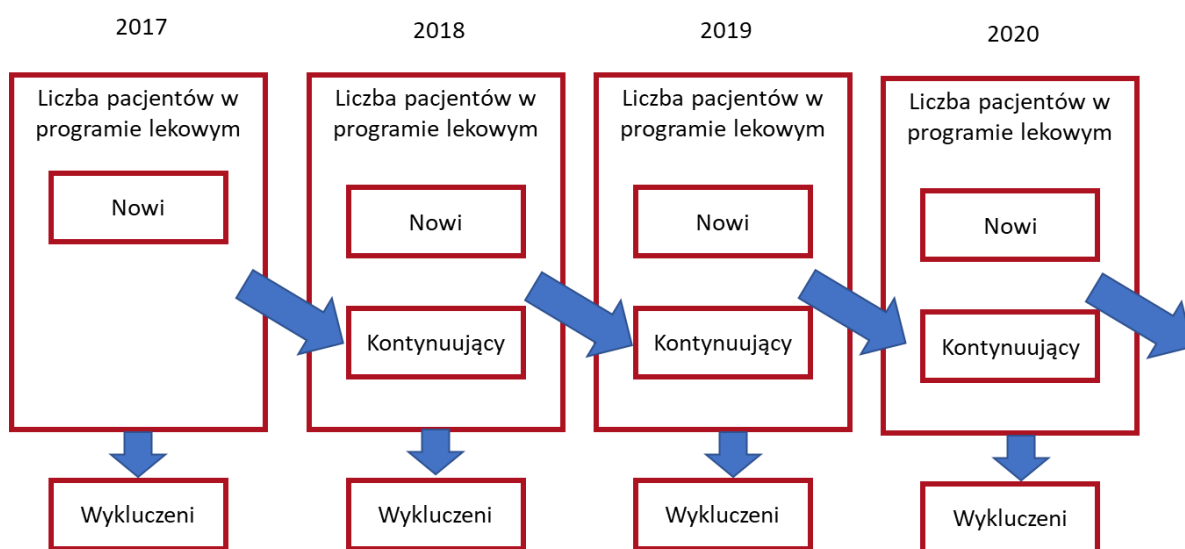 2017
2018
2019
2020
Liczba pacjentów w
programie lekowym
Nowi
Wykluczeni
Liczba pacjentów w
programie lekowym
Nowi
Kontynuujący
Wykluczeni
Liczba pacjentów w
programie lekowym
Nowi
Kontynuujący
Wykluczeni
Liczba pacjentów w
programie lekowym
Nowi
Kontynuujący
Wykluczeni